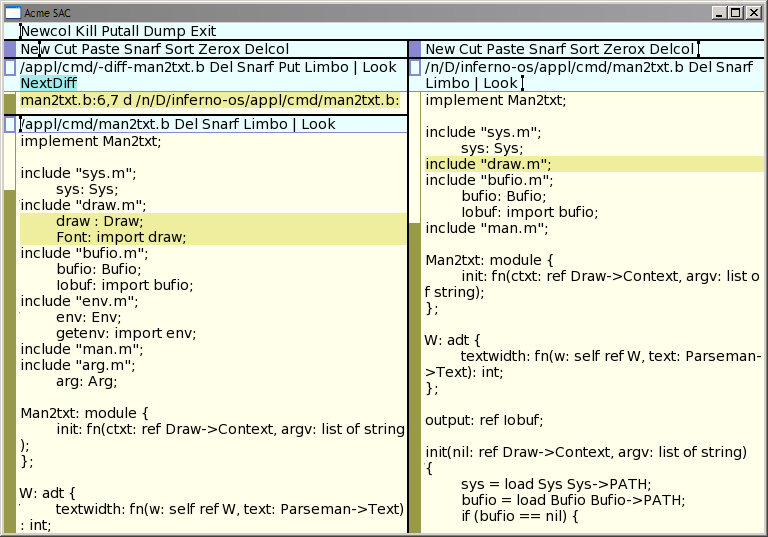 Acme SAC
Newcol Kill Putall Dump Exit
New Cut Paste Snarf Sort Zerox Delcol
/appl/cmd/-diff-man2txt.b Del Snarf Put Limbo | Look
NextDiff
man2txt.b:6,7 d /n/D/inferno-os/appl/cmd/man2txt.b:
/appl/cmd/man2txt.b Del Snarf Limbo | Look
implement Man2txt;
include "sys.m";
sys: Sys;
include "draw.m";
draw : Draw;
Font: import draw;
include "bufio.m";
bufio: Bufio;
Iobuf: import bufio;
include "env.m";
env: Env;
getenv: import env;
include "man.m";
include "arg.m";
arg: Arg;
Man2txt: module {
init: fn(ctxt: ref Draw->Context, argv: list of string
);
};
W: adt {
textwidth: fn(w: self ref W, text: Parseman->Text)
: int;
New Cut Paste Snarf Sort Zerox Delcol
/n/D/inferno-os/appl/cmd/man2txt.b Del Snarf
Limbo | Look
implement Man2txt;
include "sys.m";
sys: Sys;
include "draw.m";
include "bufio.m";
bufio: Bufio;
Iobuf: import bufio;
include "man.m";
Man2txt: module {
init: fn(ctxt: ref Draw->Context, argv: list o
f string);
};
W: adt {
textwidth: fn(w: self ref W, text: Parseman-
>Text): int;
};
output: ref Iobuf;
init(nil: ref Draw->Context, argv: list of string)
{
sys = load Sys Sys->PATH;
bufio = load Bufio Bufio->PATH;
if (bufio == nil) {